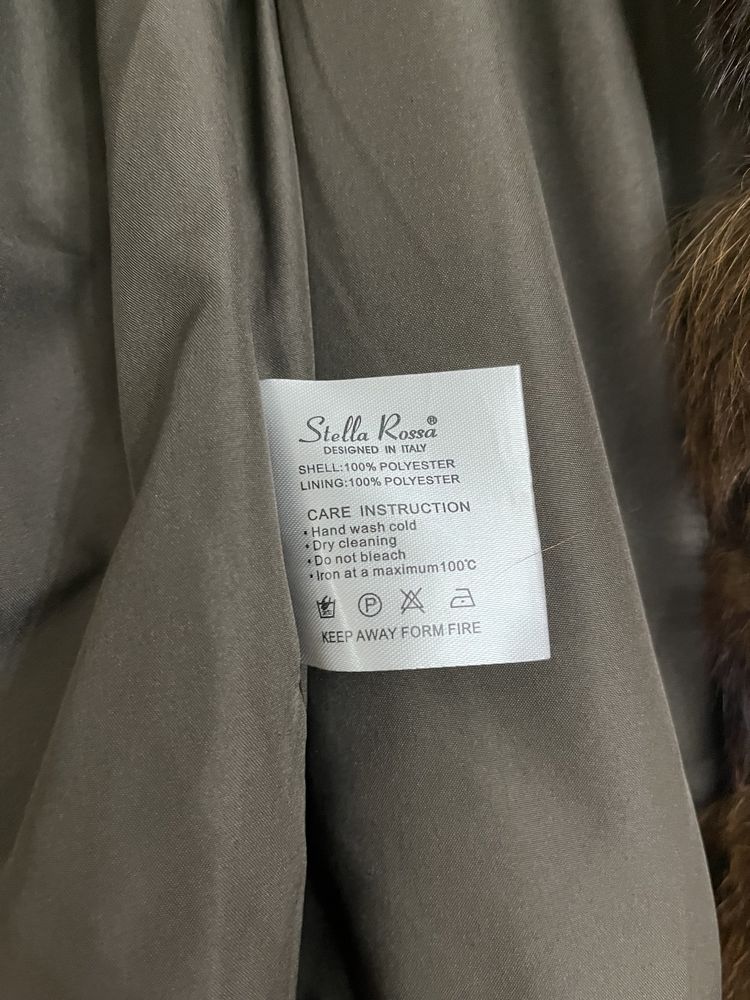 Stella Rossa®
DESIGNED IN ITALY
SHELL:100% POLYESTER
LINING:100% POLYESTER
CARE INSTRUCTION
•Hand wash cold
•Dry cleaning
•Do not bleach
•Iron at a maximum100℃
P
KEEP AWAY FORM FIRE